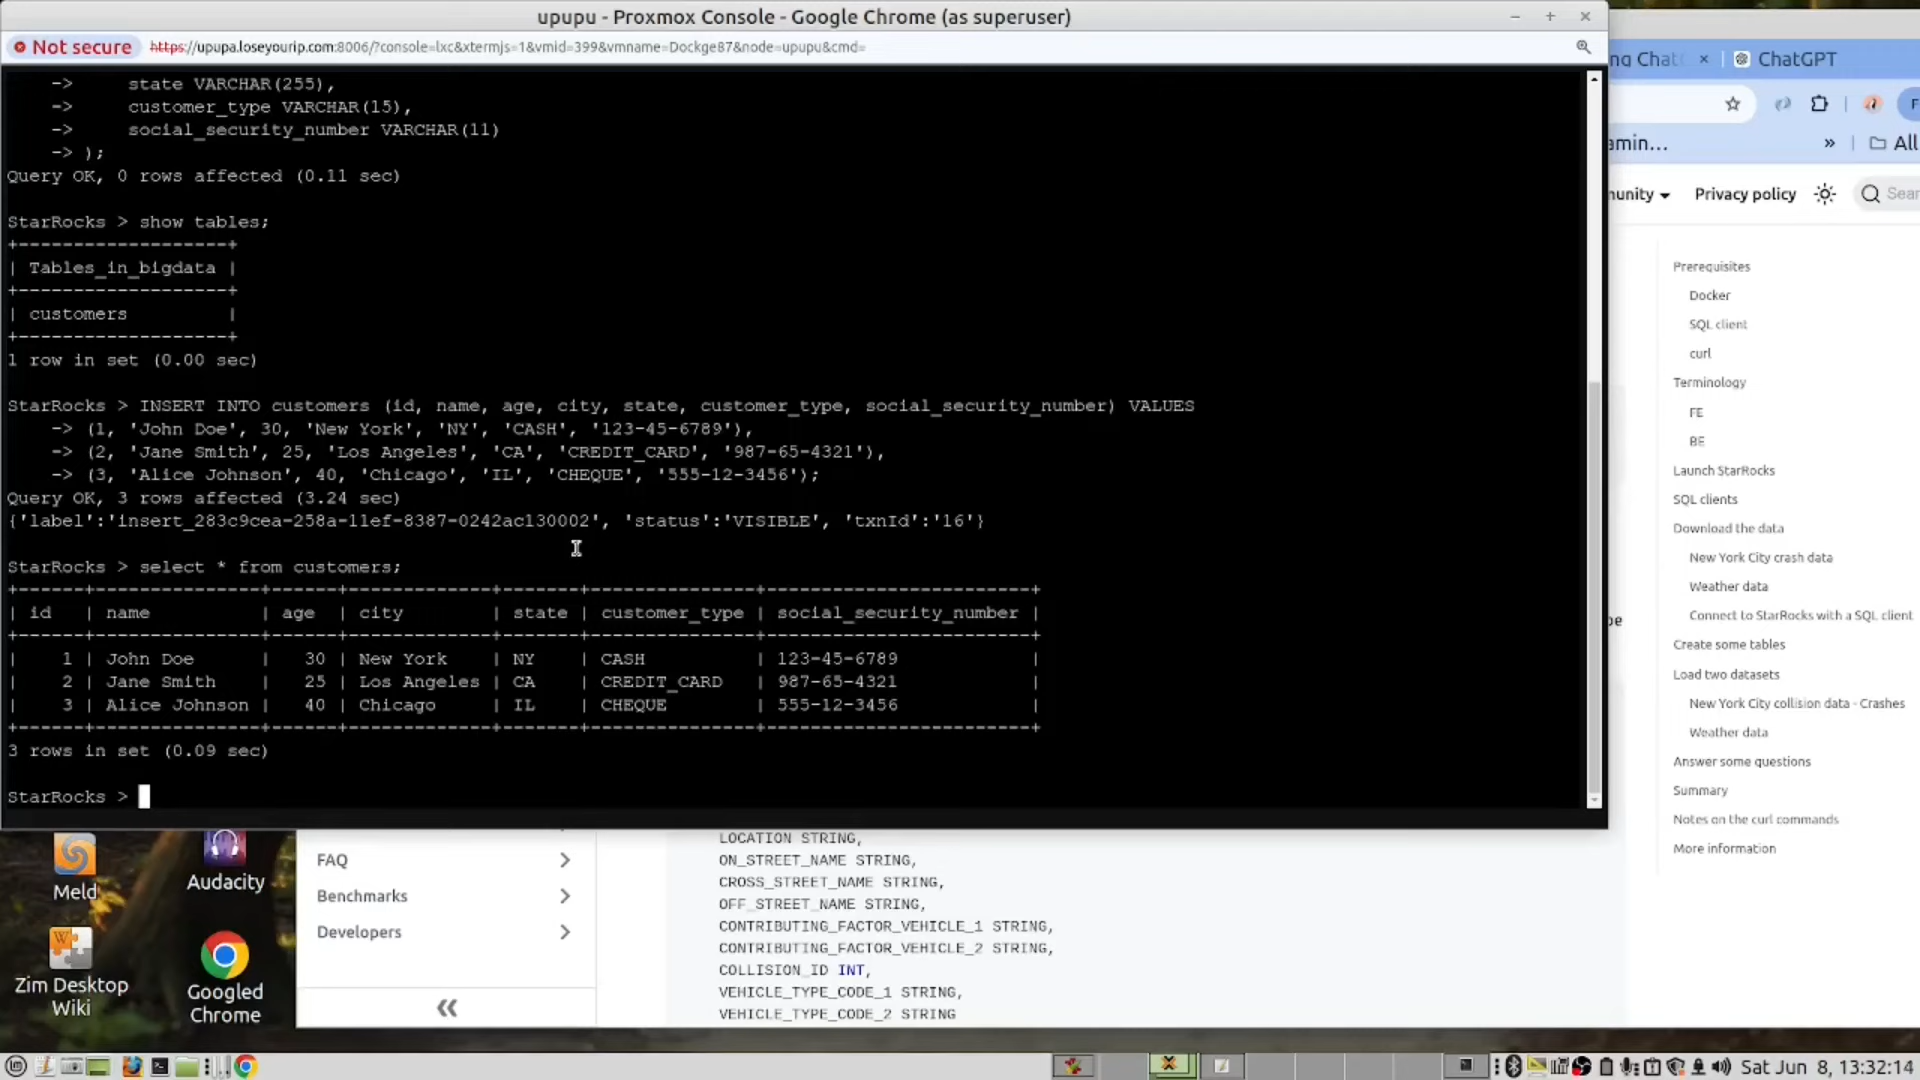 upupu - Proxmox Console - Google Chrome (as superuser)
Not secure https://upupa.loseyourip.com:8006/?console=lxc&xtermjs=1&vmid=399&vmname=Dockge87&node=upupu&cmd=
-> state VARCHAR(255),
-> customer_type VARCHAR(15),
-> social_security_number VARCHAR(11)
-> );
Query OK, 0 rows affected (0.11 sec)
StarRocks > show tables;
+-------------------+
| Tables_in_bigdata |
+-------------------+
| customers |
+-------------------+
1 row in set (0.00 sec)
StarRocks > INSERT INTO customers (id, name, age, city, state, customer_type, social_security_number) VALUES
-> (1, 'John Doe', 30, 'New York', 'NY', 'CASH', '123-45-6789'),
-> (2, 'Jane Smith', 25, 'Los Angeles', 'CA', 'CREDIT_CARD', '987-65-4321'),
-> (3, 'Alice Johnson', 40, 'Chicago', 'IL', 'CHEQUE', '555-12-3456');
Query OK, 3 rows affected (3.24 sec)
{'label':'insert_283c9cea-258a-11ef-8387-0242ac130002', 'status':'VISIBLE', 'txnId':'16'}
StarRocks > select * from customers;
+------+---------------+------+-------------+-------+---------------+------------------------+
| id | name | age | city | state | customer_type | social_security_number |
+------+---------------+------+-------------+-------+---------------+------------------------+
| 1 | John Doe | 30 | New York | NY | CASH | 123-45-6789 |
| 2 | Jane Smith | 25 | Los Angeles | CA | CREDIT_CARD | 987-65-4321 |
| 3 | Alice Johnson | 40 | Chicago | IL | CHEQUE | 555-12-3456 |
+------+---------------+------+-------------+-------+---------------+------------------------+
3 rows in set (0.09 sec)
StarRocks >
ng Chat × ChatGPT
amin... » All
nunity Privacy policy Sear
Prerequisites
Docker
SQL client
curl
Terminology
FE
BE
Launch StarRocks
SQL clients
Download the data
New York City crash data
Weather data
Connect to StarRocks with a SQL client
Create some tables
Load two datasets
New York City collision data - Crashes
Weather data
Answer some questions
Summary
Notes on the curl commands
More information
Meld
Audacity
Zim Desktop
Wiki
Googled
Chrome
FAQ
Benchmarks
Developers
LOCATION STRING,
ON_STREET_NAME STRING,
CROSS_STREET_NAME STRING,
OFF_STREET_NAME STRING,
CONTRIBUTING_FACTOR_VEHICLE_1 STRING,
CONTRIBUTING_FACTOR_VEHICLE_2 STRING,
COLLISION_ID INT,
VEHICLE_TYPE_CODE_1 STRING,
VEHICLE_TYPE_CODE_2 STRING
Sat Jun 8, 13:32:14